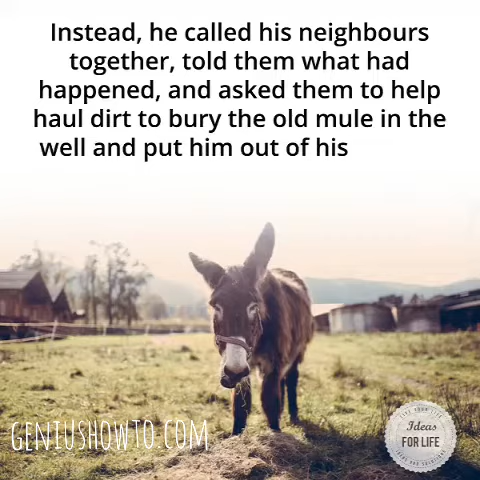 Instead, he called his neighbours
together, told them what had
happened, and asked them to help
haul dirt to bury the old mule in the
well and put him out of his
GENIUSHOWTO.COM
Ideas
FOR LIFE